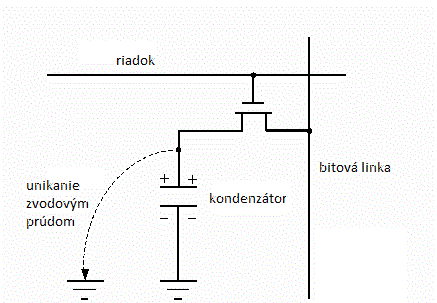 riadok
bitová linka
unikanie
zvodovým
prúdom
kondenzátor
+ +
– –